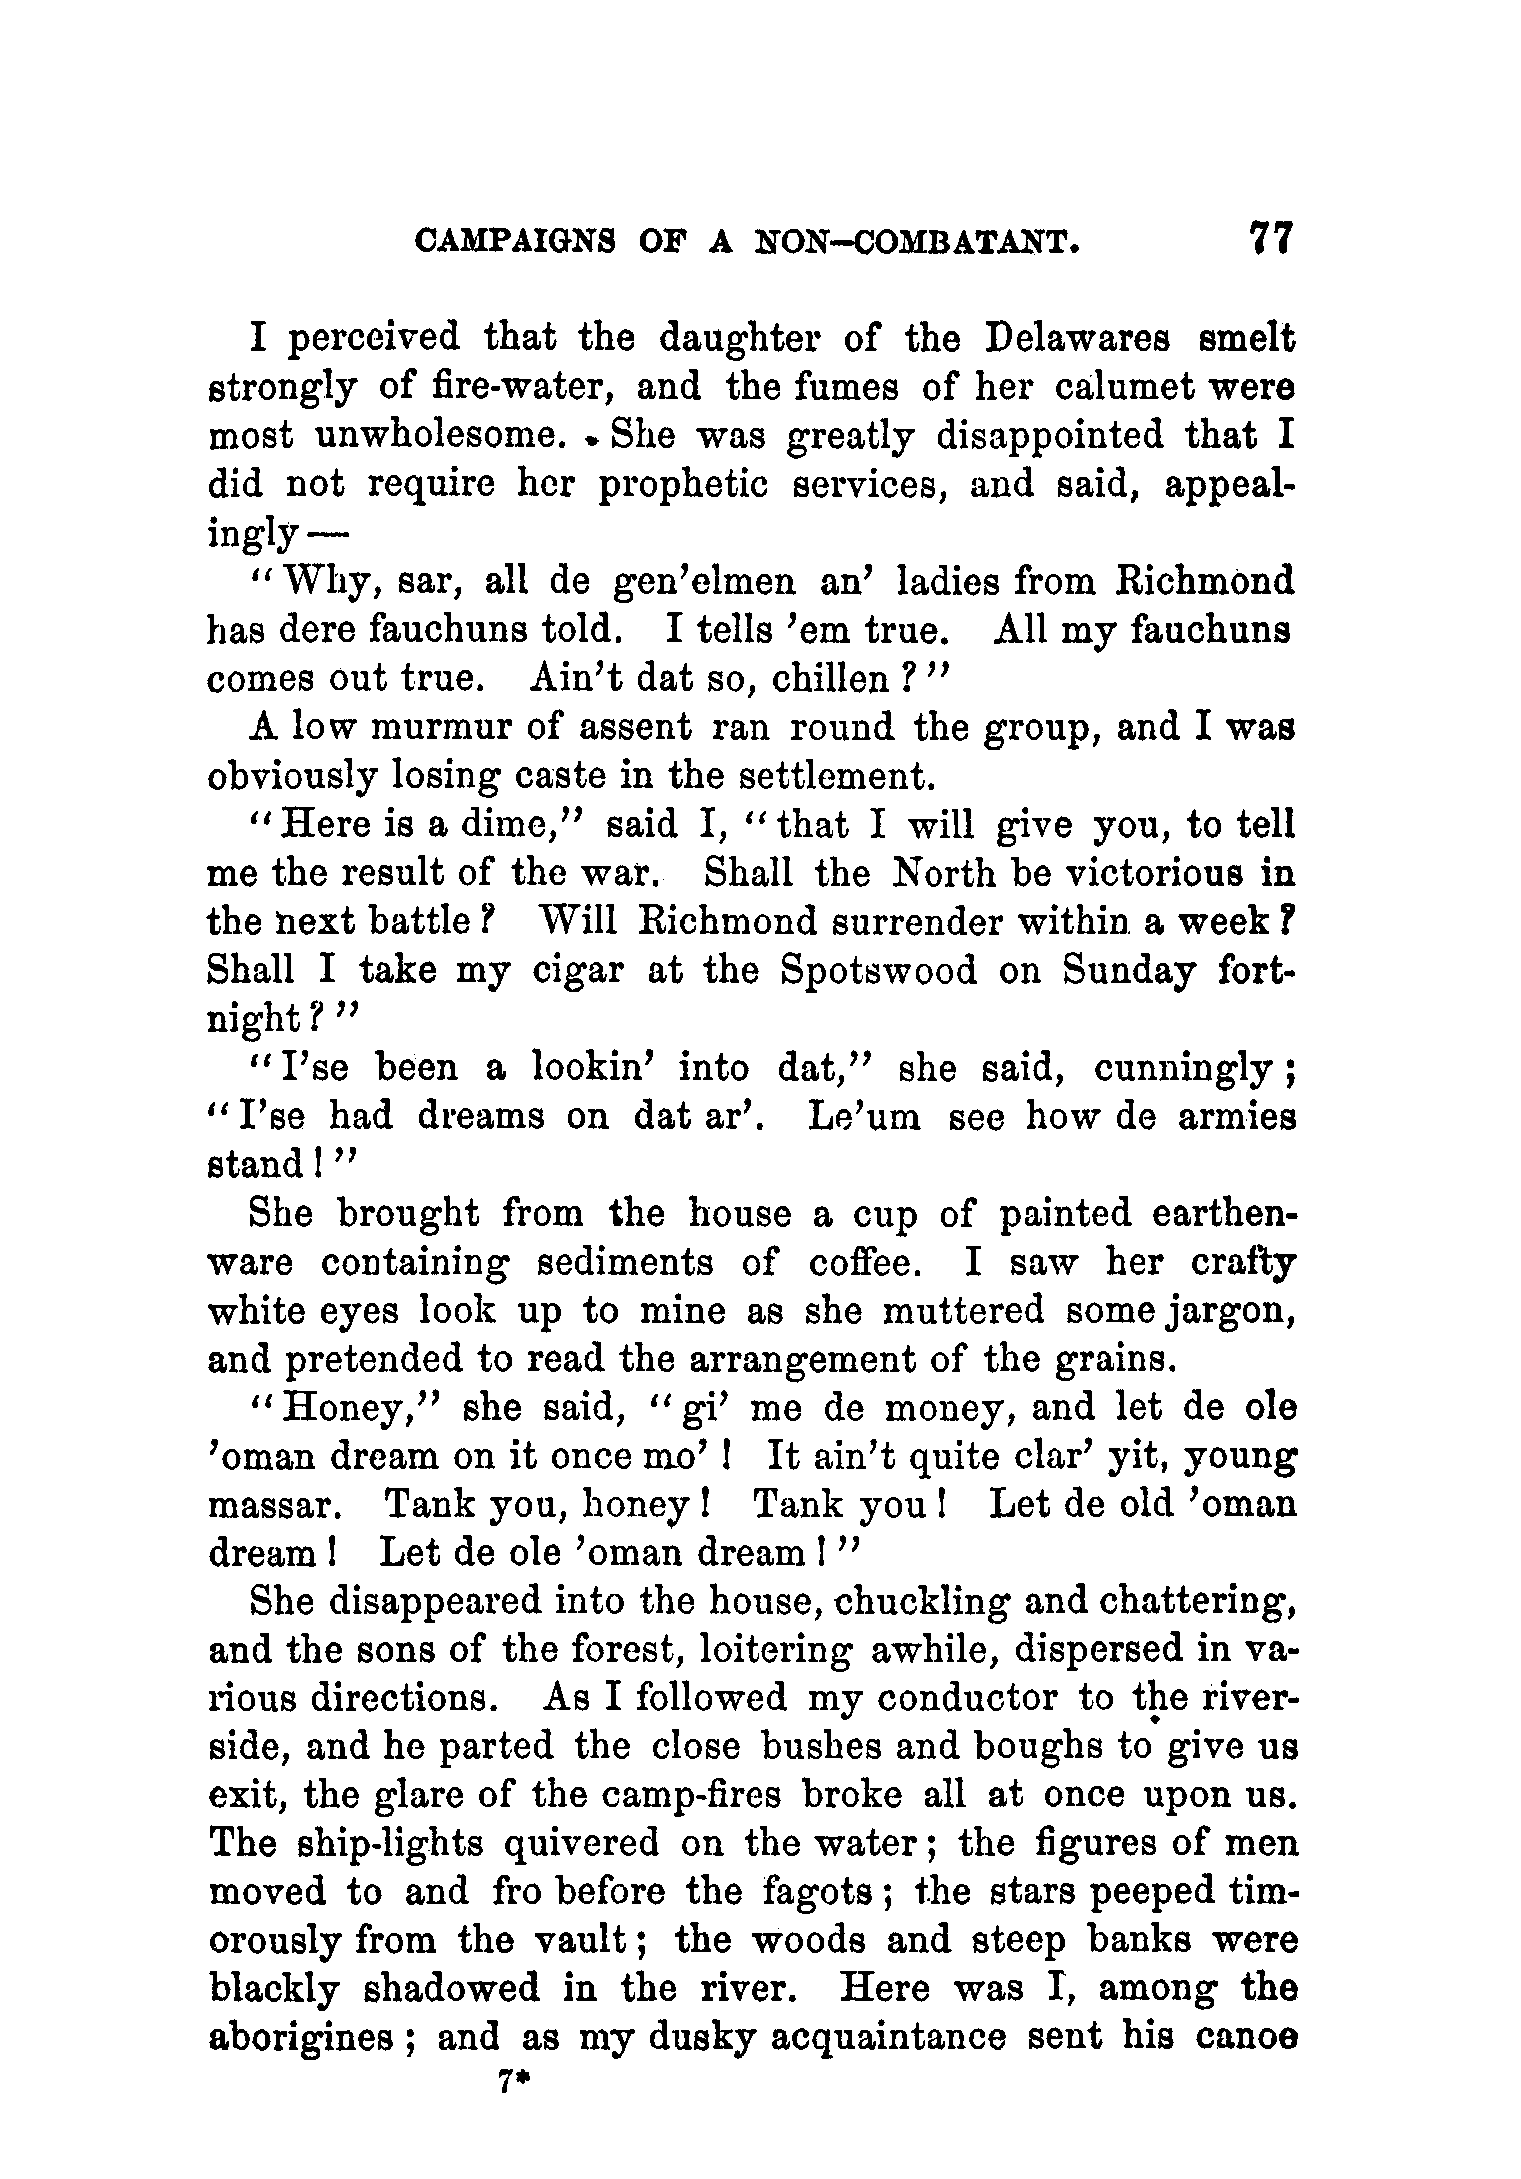 CAMPAIGNS OF A NON-COMBATANT. 77
I perceived that the daughter of the Delawares smelt
strongly of fire-water, and the fumes of her calumet were
most unwholesome. She was greatly disappointed that I
did not require her prophetic services, and said, appeal-
ingly—
"Why, sar, all de gen'elmen an' ladies from Richmond
has dere fauchuns told. I tells 'em true. All my fauchuns
comes out true. Ain't dat so, chillen?"
A low murmur of assent ran round the group, and I was
obviously losing caste in the settlement.
"Here is a dime," said I, "that I will give you, to tell
me the result of the war. Shall the North be victorious in
the next battle? Will Richmond surrender within a week?
Shall I take my cigar at the Spotswood on Sunday fort-
night?"
"I'se been a lookin' into dat," she said, cunningly;
"I'se had dreams on dat ar'. Le'um see how de armies
stand!"
She brought from the house a cup of painted earthen-
ware containing sediments of coffee. I saw her crafty
white eyes look up to mine as she muttered some jargon,
and pretended to read the arrangement of the grains.
"Honey," she said, "gi' me de money, and let de ole
'oman dream on it once mo'! It ain't quite clar' yit, young
massar. Tank you, honey! Tank you! Let de old 'oman
dream! Let de ole 'oman dream!"
She disappeared into the house, chuckling and chattering,
and the sons of the forest, loitering awhile, dispersed in va-
rious directions. As I followed my conductor to the river-
side, and he parted the close bushes and boughs to give us
exit, the glare of the camp-fires broke all at once upon us.
The ship-lights quivered on the water; the figures of men
moved to and fro before the fagots; the stars peeped tim-
orously from the vault; the woods and steep banks were
blackly shadowed in the river. Here was I, among the
aborigines; and as my dusky acquaintance sent his canoe
7*